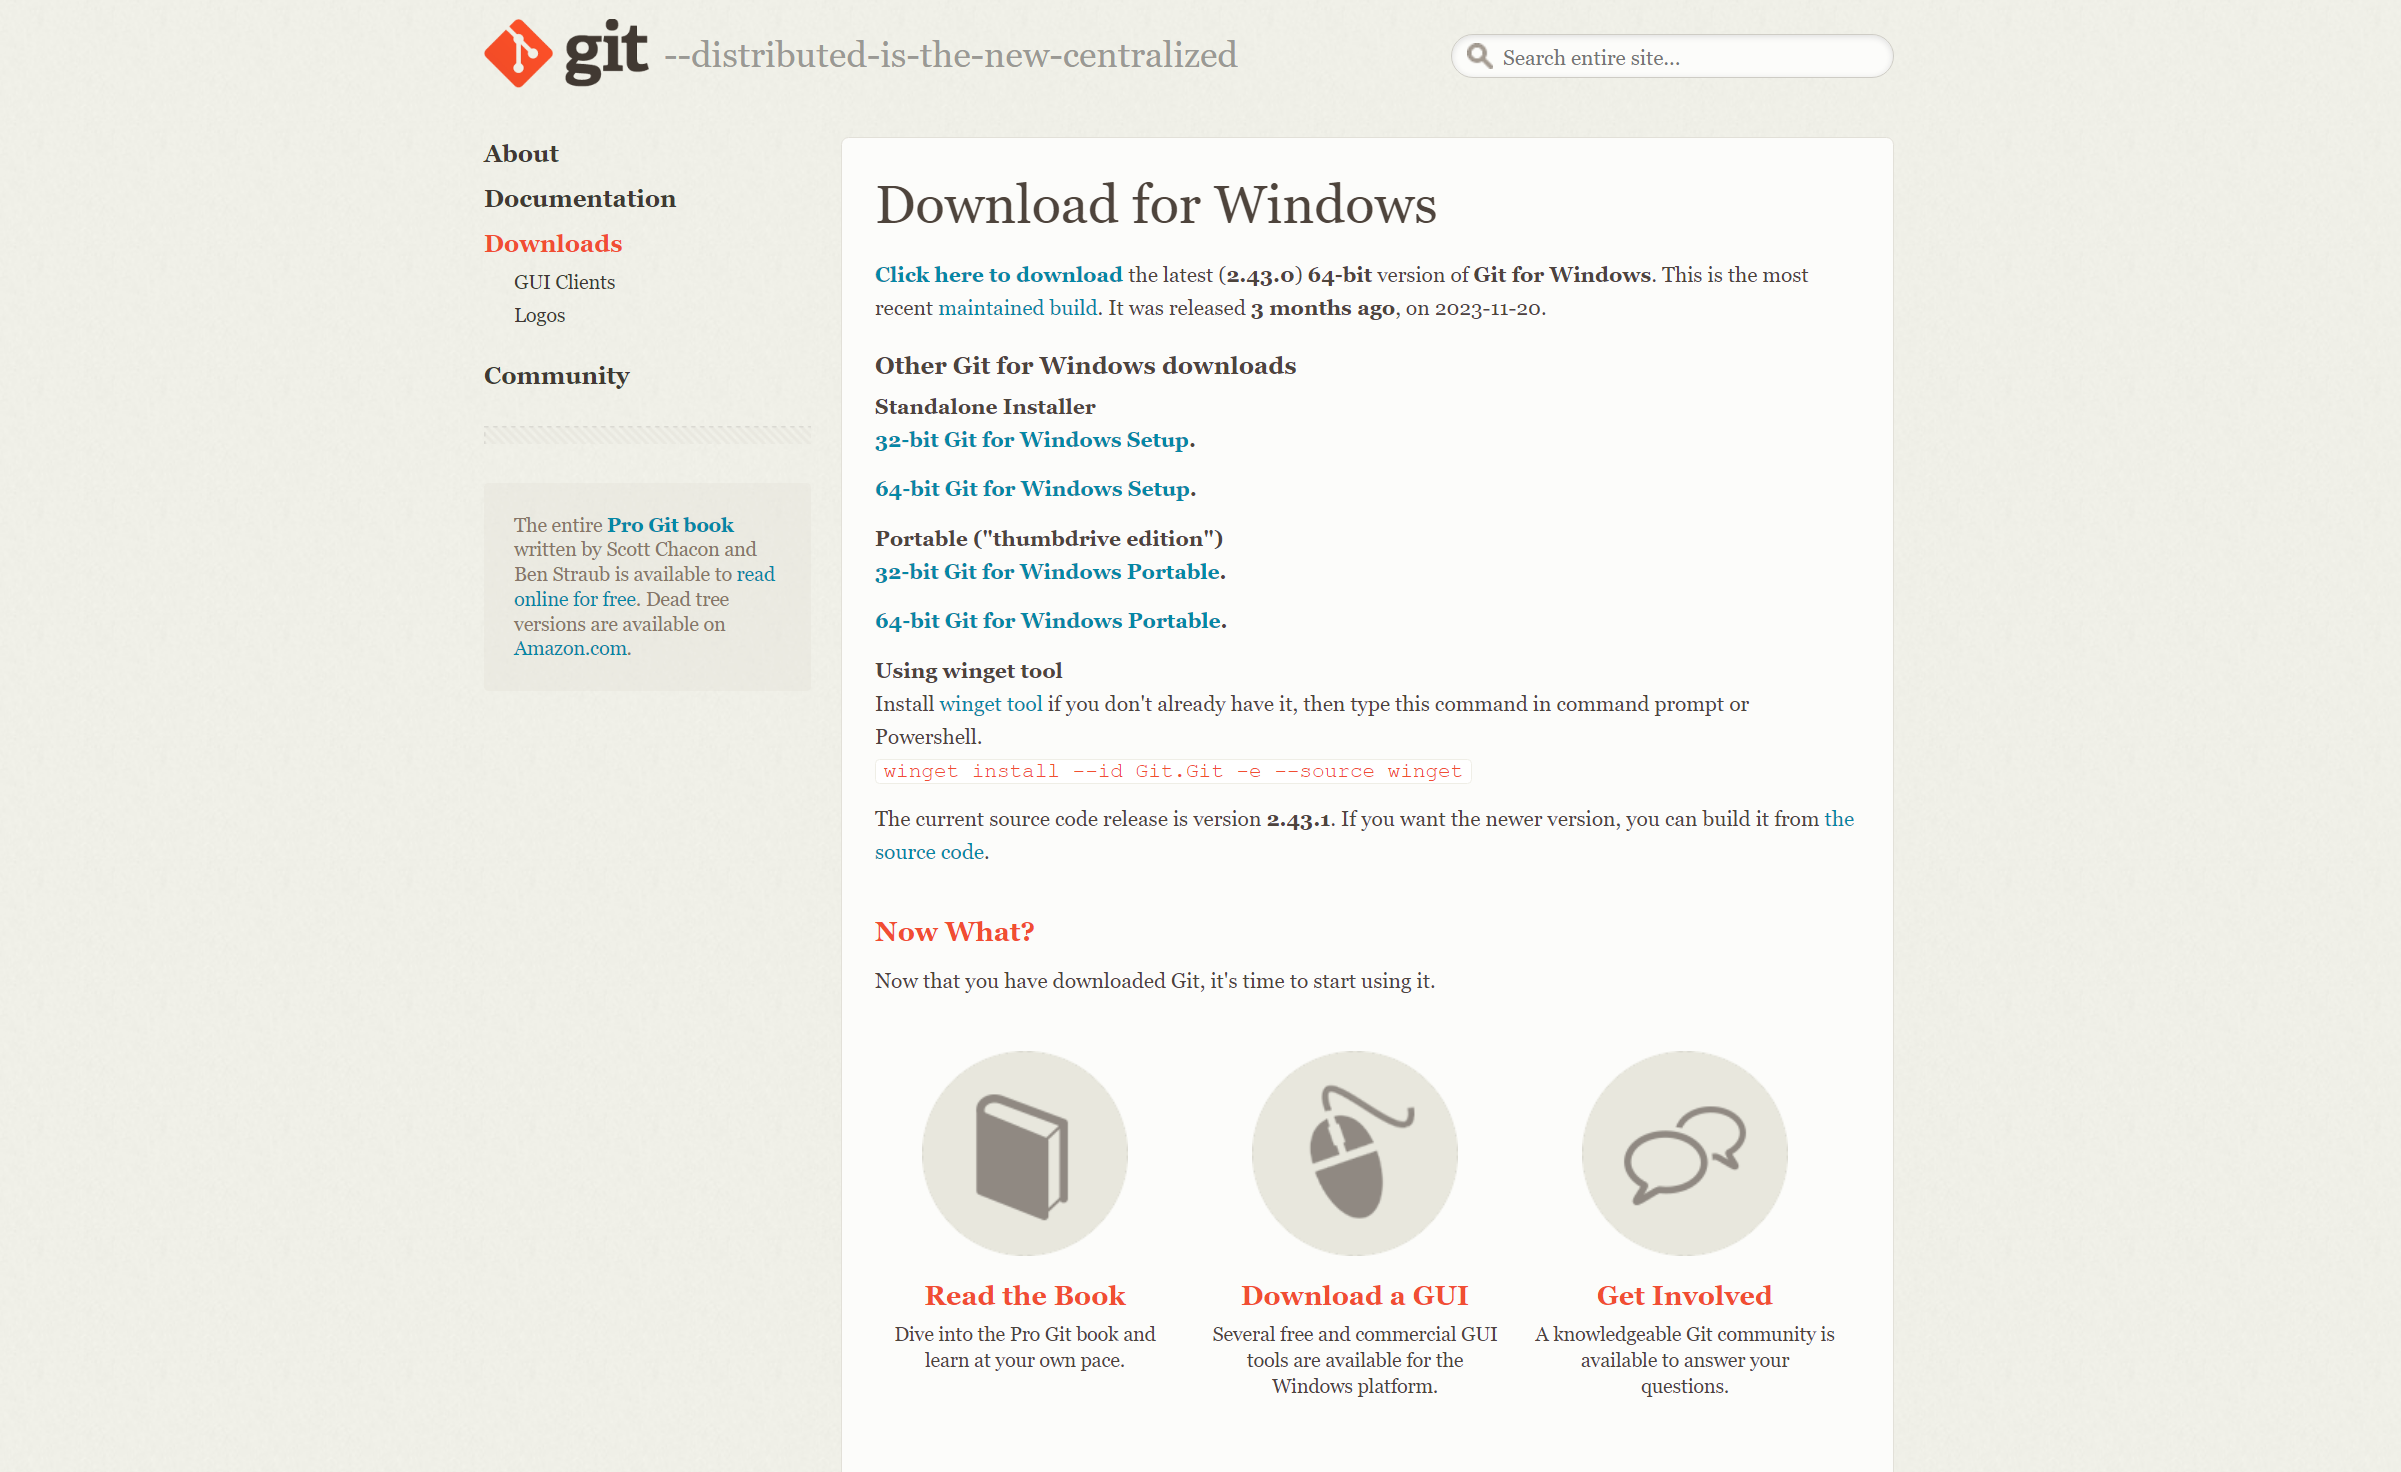 git --distributed-is-the-new-centralized
Search entire site...
About
Documentation
Downloads
GUI Clients
Logos
Community
The entire Pro Git book
written by Scott Chacon and
Ben Straub is available to read
online for free. Dead tree
versions are available on
Amazon.com.
Download for Windows
Click here to download the latest (2.43.0) 64-bit version of Git for Windows. This is the most
recent maintained build. It was released 3 months ago, on 2023-11-20.
Other Git for Windows downloads
Standalone Installer
32-bit Git for Windows Setup.
64-bit Git for Windows Setup.
Portable ("thumbdrive edition")
32-bit Git for Windows Portable.
64-bit Git for Windows Portable.
Using winget tool
Install winget tool if you don't already have it, then type this command in command prompt or
Powershell.
winget install --id Git.Git -e --source winget
The current source code release is version 2.43.1. If you want the newer version, you can build it from the
source code.
Now What?
Now that you have downloaded Git, it's time to start using it.
Read the Book
Dive into the Pro Git book and
learn at your own pace.
Download a GUI
Several free and commercial GUI
tools are available for the
Windows platform.
Get Involved
A knowledgeable Git community is
available to answer your
questions.